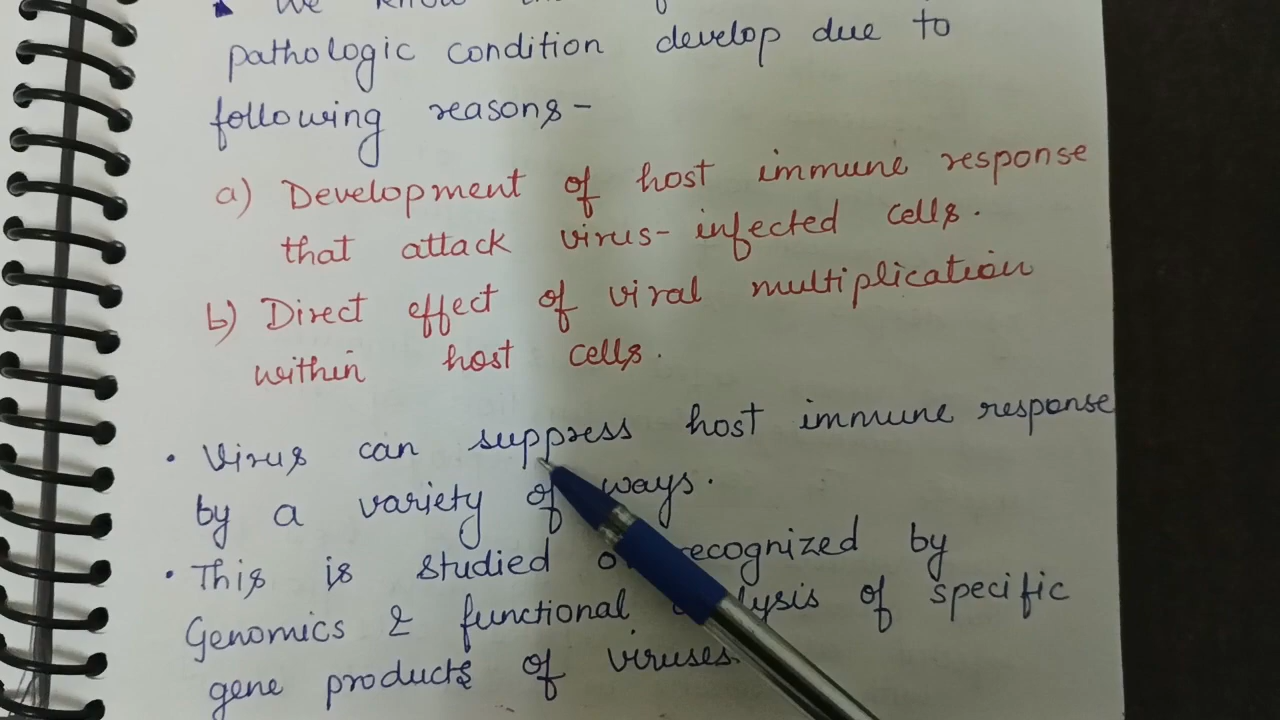 We know
pathologic condition develop due to
following reasons-
a) Development of host immune response
that attack virus-infected cells.
b) Direct effect of viral multiplication
within host cells.
• Virus can suppress host immune response
by a variety of ways.
• This is studied recognized by
Genomics & functional of specific
gene products of viruses.